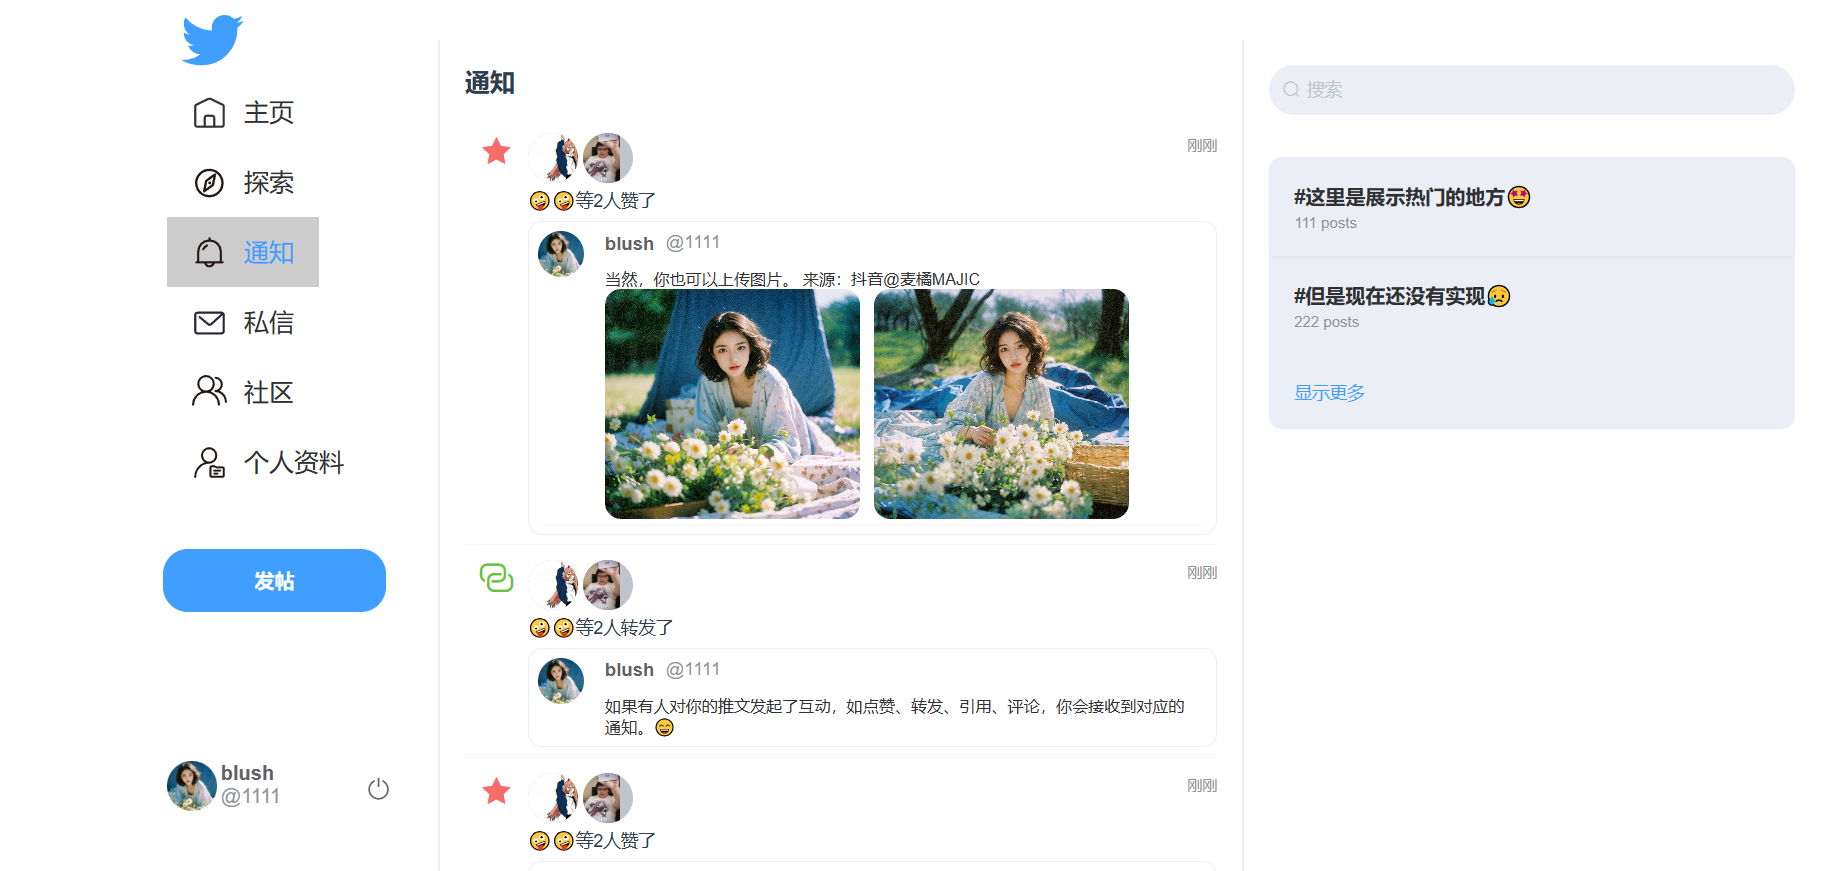 主页
探索
通知
私信
社区
个人资料
发帖
blush
@1111
通知
刚刚
🤪🤪等2人赞了
blush @1111
当然，你也可以上传图片。 来源：抖音@麦橘MAJIC
刚刚
🤪🤪等2人转发了
blush @1111
如果有人对你的推文发起了互动，如点赞、转发、引用、评论，你会接收到对应的
通知。😄
刚刚
🤪🤪等2人赞了
搜索
#这里是展示热门的地方🤩
111 posts
#但是现在还没有实现😥
222 posts
显示更多